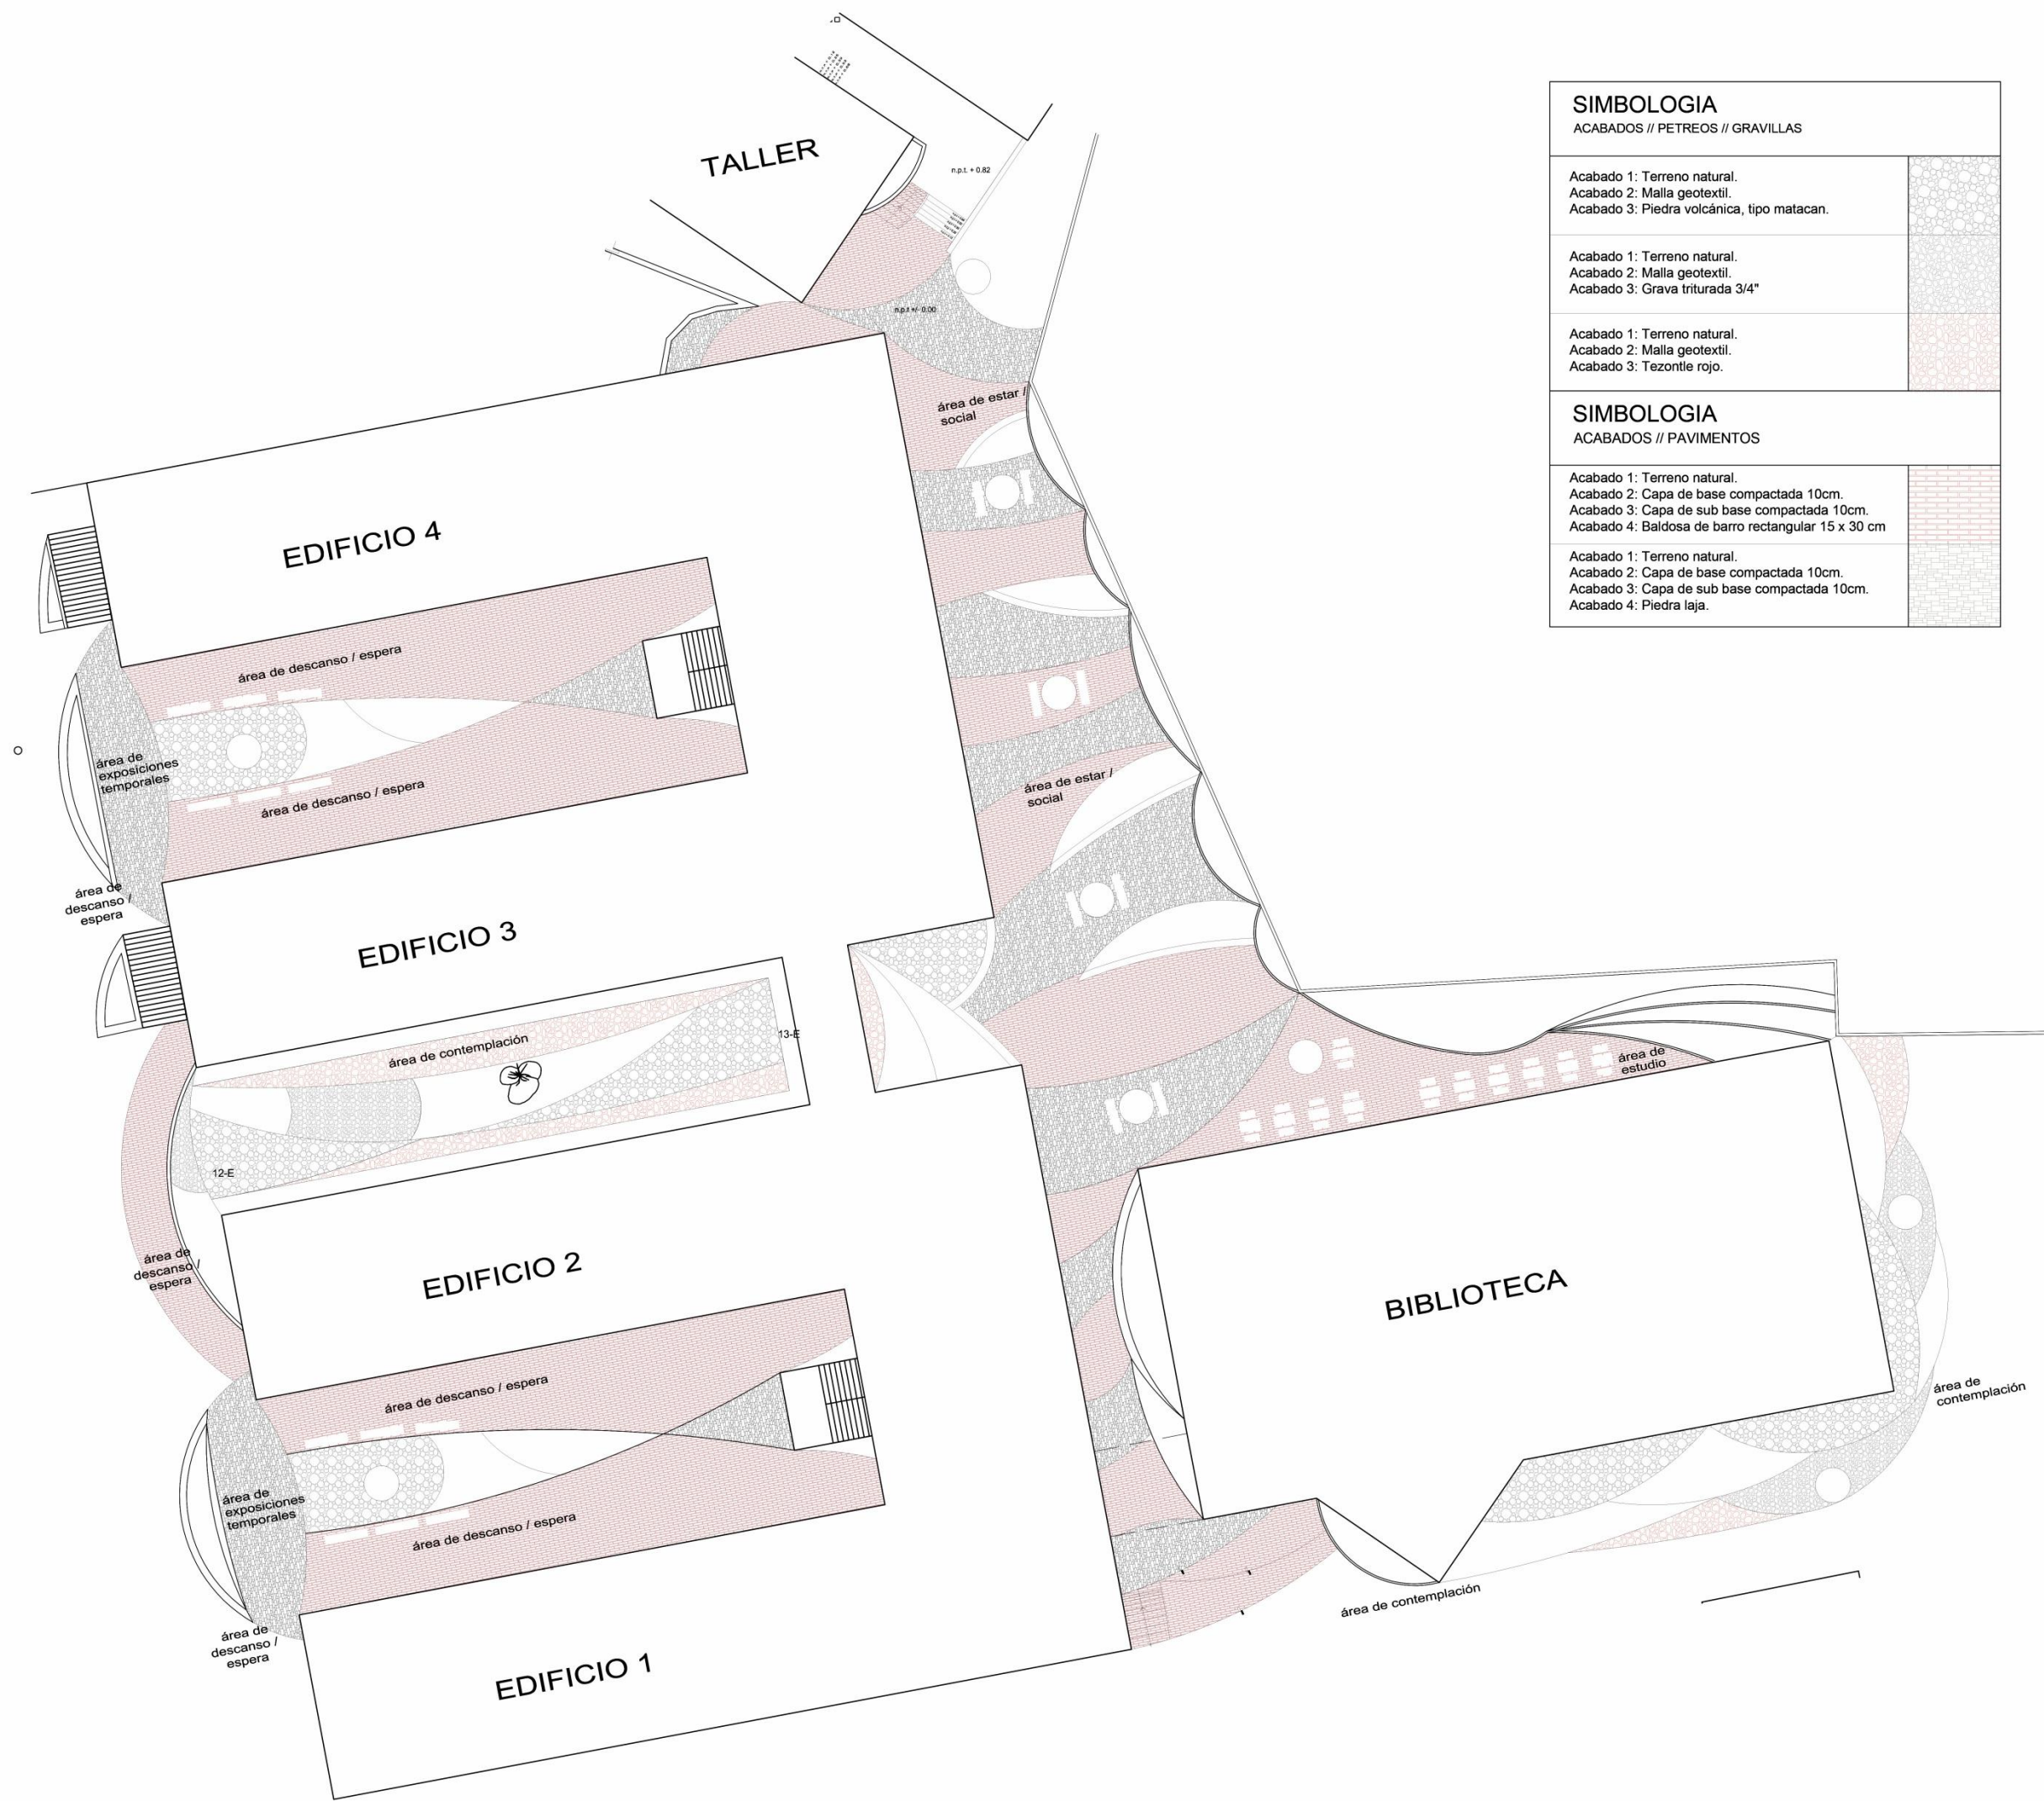 TALLER
n.p.t. + 0.82
n.p.t +/- 0.00
SIMBOLOGIA
ACABADOS // PETREOS // GRAVILLAS
Acabado 1: Terreno natural.
Acabado 2: Malla geotextil.
Acabado 3: Piedra volcánica, tipo matacan.
Acabado 1: Terreno natural.
Acabado 2: Malla geotextil.
Acabado 3: Grava triturada 3/4"
Acabado 1: Terreno natural.
Acabado 2: Malla geotextil.
Acabado 3: Tezontle rojo.
SIMBOLOGIA
ACABADOS // PAVIMENTOS
Acabado 1: Terreno natural.
Acabado 2: Capa de base compactada 10cm.
Acabado 3: Capa de sub base compactada 10cm.
Acabado 4: Baldosa de barro rectangular 15 x 30 cm
Acabado 1: Terreno natural.
Acabado 2: Capa de base compactada 10cm.
Acabado 3: Capa de sub base compactada 10cm.
Acabado 4: Piedra laja.
área de estar /
social
EDIFICIO 4
área de descanso / espera
área de
exposiciones
temporales
área de descanso / espera
área de estar /
social
área de
descanso /
espera
EDIFICIO 3
13-E
área de contemplación
área de
estudio
12-E
área de
descanso /
espera
EDIFICIO 2
BIBLIOTECA
área de descanso / espera
área de
contemplación
área de
exposiciones
temporales
área de descanso / espera
área de contemplación
área de
descanso /
espera
EDIFICIO 1